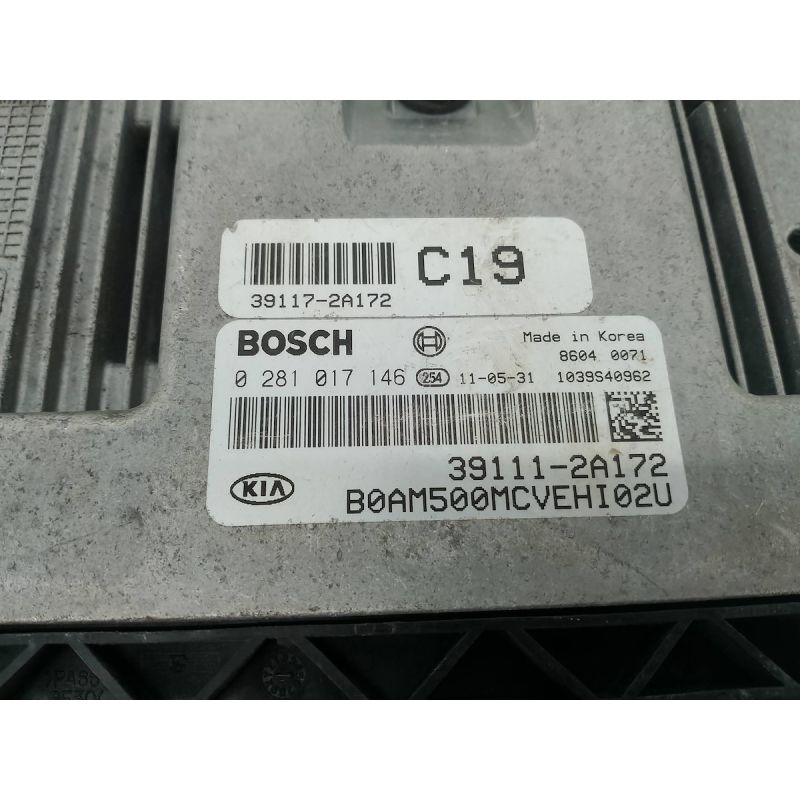 C19
39117-2A172
BOSCH
Made in Korea
8604 0071
0 281 017 146 254 11-05-31 1039S40962
39111-2A172
KIA
B0AM500MCVEHI02U